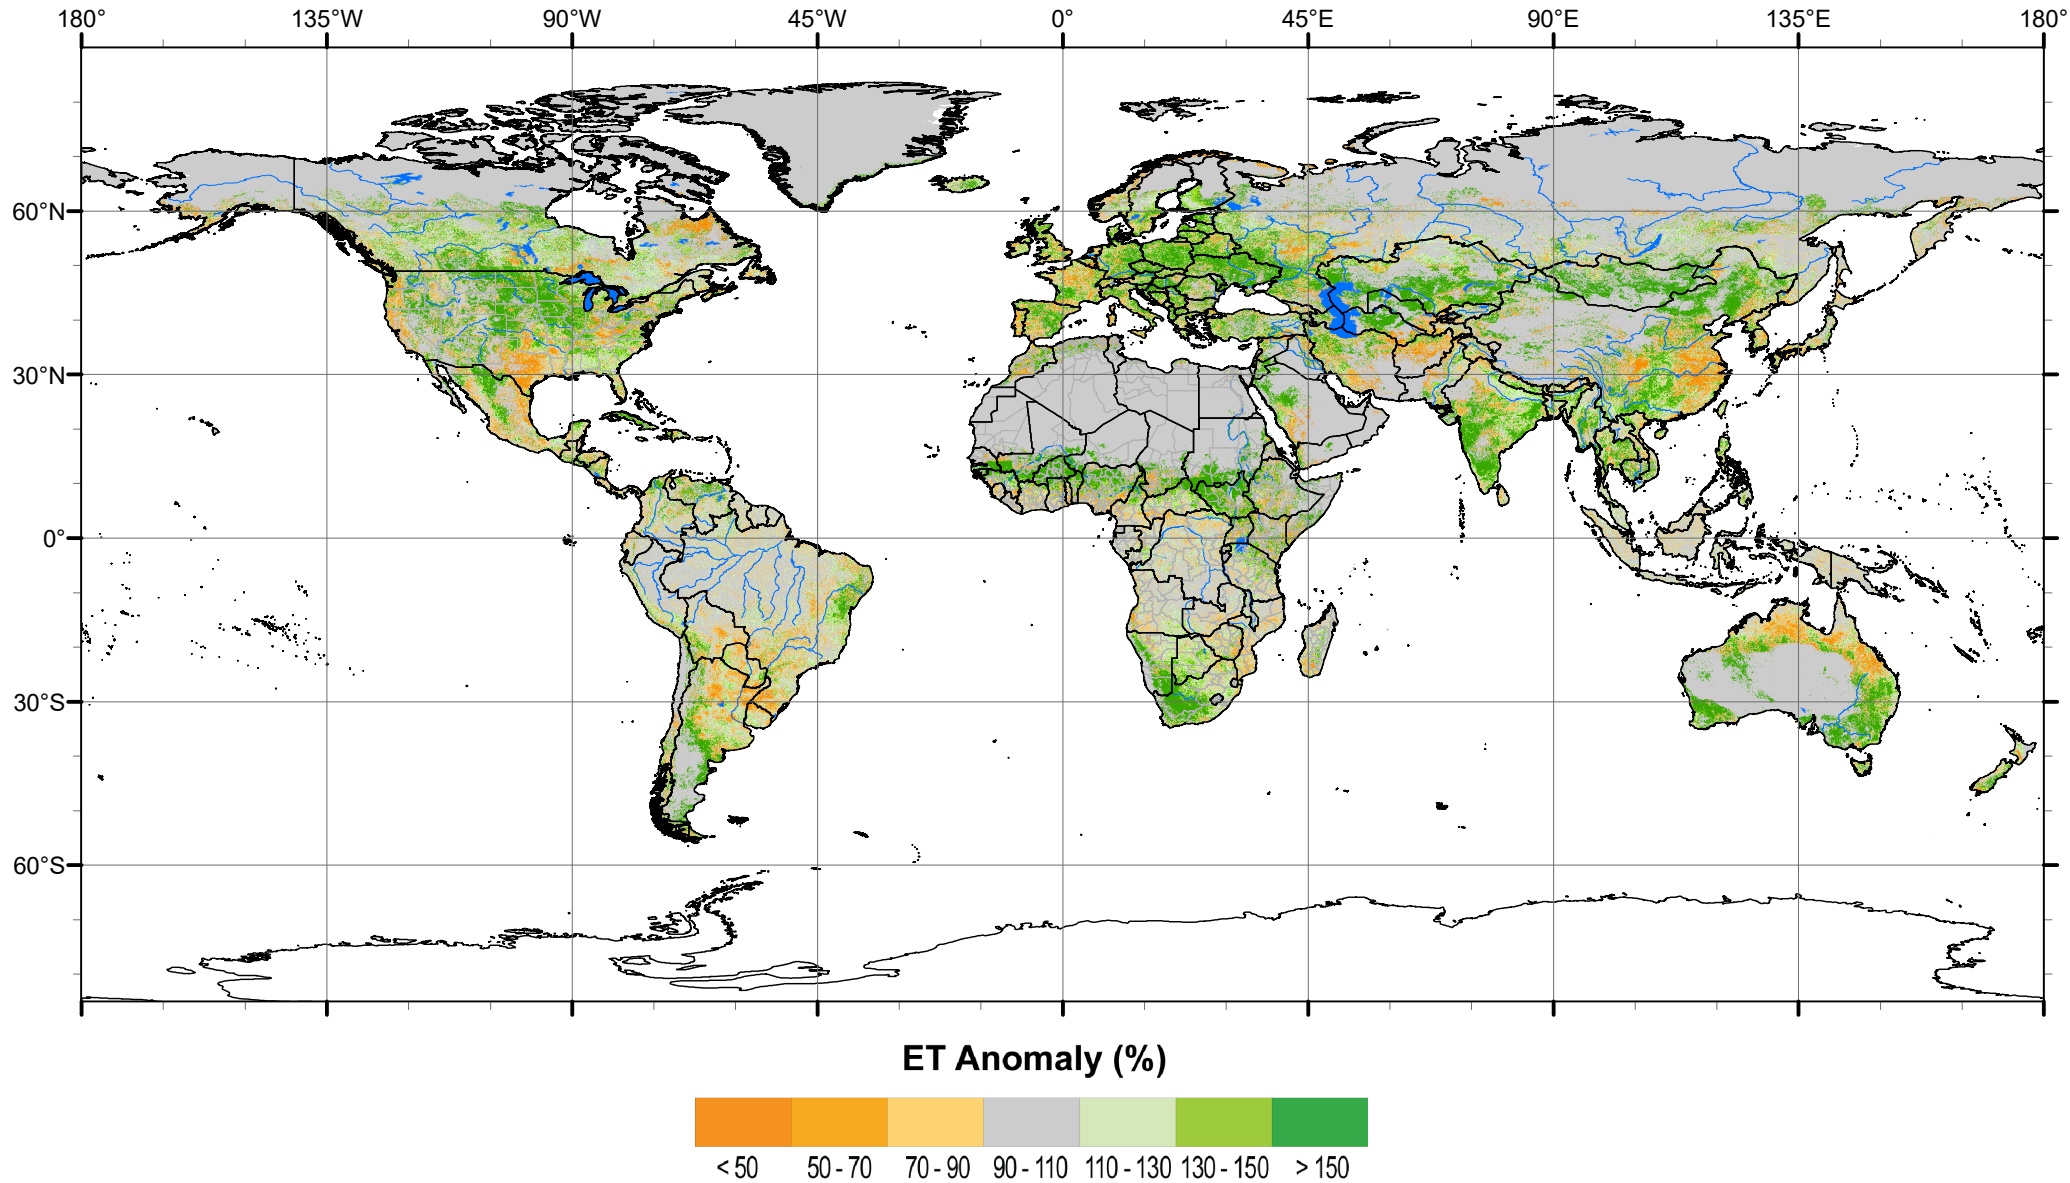 180° 135°W 90°W 45°W 0° 45°E 90°E 135°E 180°
60°N
30°N
0°
30°S
60°S
ET Anomaly (%)
< 50 50 - 70 70 - 90 90 - 110 110 - 130 130 - 150 > 150